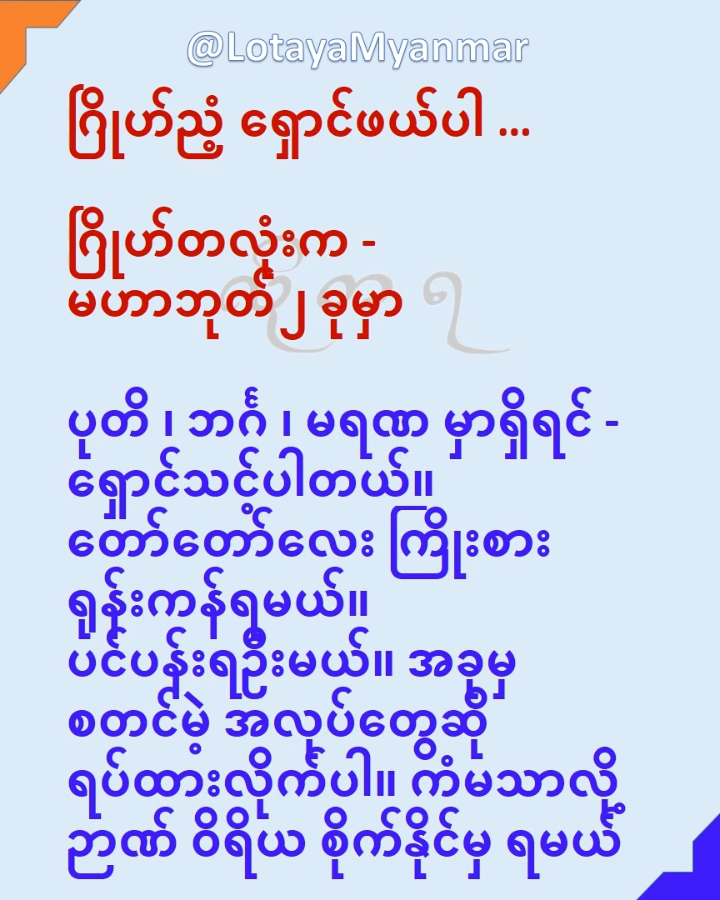 @LotayaMyanmar
ဂြိုဟ်ညံ့ ရှောင်ဖယ်ပါ ...
ဂြိုဟ်တလုံးက -
မဟာဘုတ်၂ ခုမှာ
ပုတိ ၊ ဘင်္ဂ ၊ မရဏ မှာရှိရင် -
ရှောင်သင့်ပါတယ်။
တော်တော်လေး ကြိုးစား
ရုန်းကန်ရမယ်။
ပင်ပန်းရဦးမယ်။ အခုမှ
စတင်မဲ့ အလုပ်တွေဆို
ရပ်ထားလိုက်ပါ။ ကံမသာလို့
ဉာဏ် ဝိရိယ စိုက်နိုင်မှ ရမယ်